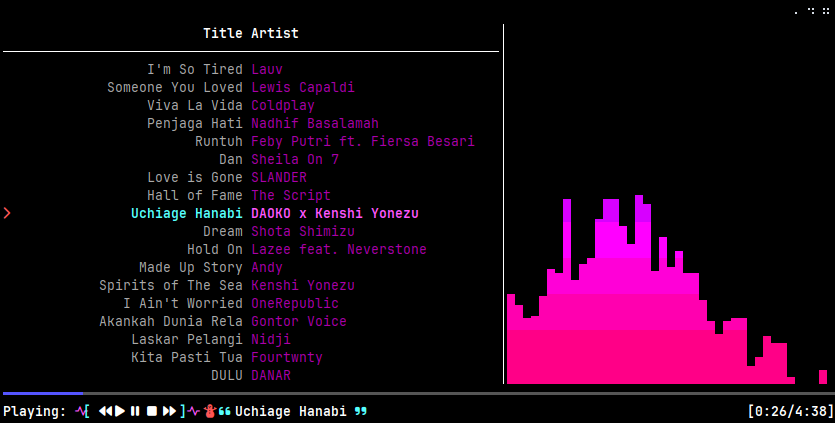 Title Artist
I'm So Tired Lauv
Someone You Loved Lewis Capaldi
Viva La Vida Coldplay
Penjaga Hati Nadhif Basalamah
Runtuh Feby Putri ft. Fiersa Besari
Dan Sheila On 7
Love is Gone SLANDER
Hall of Fame The Script
Uchiage Hanabi DAOKO x Kenshi Yonezu
Dream Shota Shimizu
Hold On Lazee feat. Neverstone
Made Up Story Andy
Spirits of The Sea Kenshi Yonezu
I Ain't Worried OneRepublic
Akankah Dunia Rela Gontor Voice
Laskar Pelangi Nidji
Kita Pasti Tua Fourtwnty
DULU DANAR
Playing: [ ] ❝ Uchiage Hanabi ❞ [0:26/4:38]